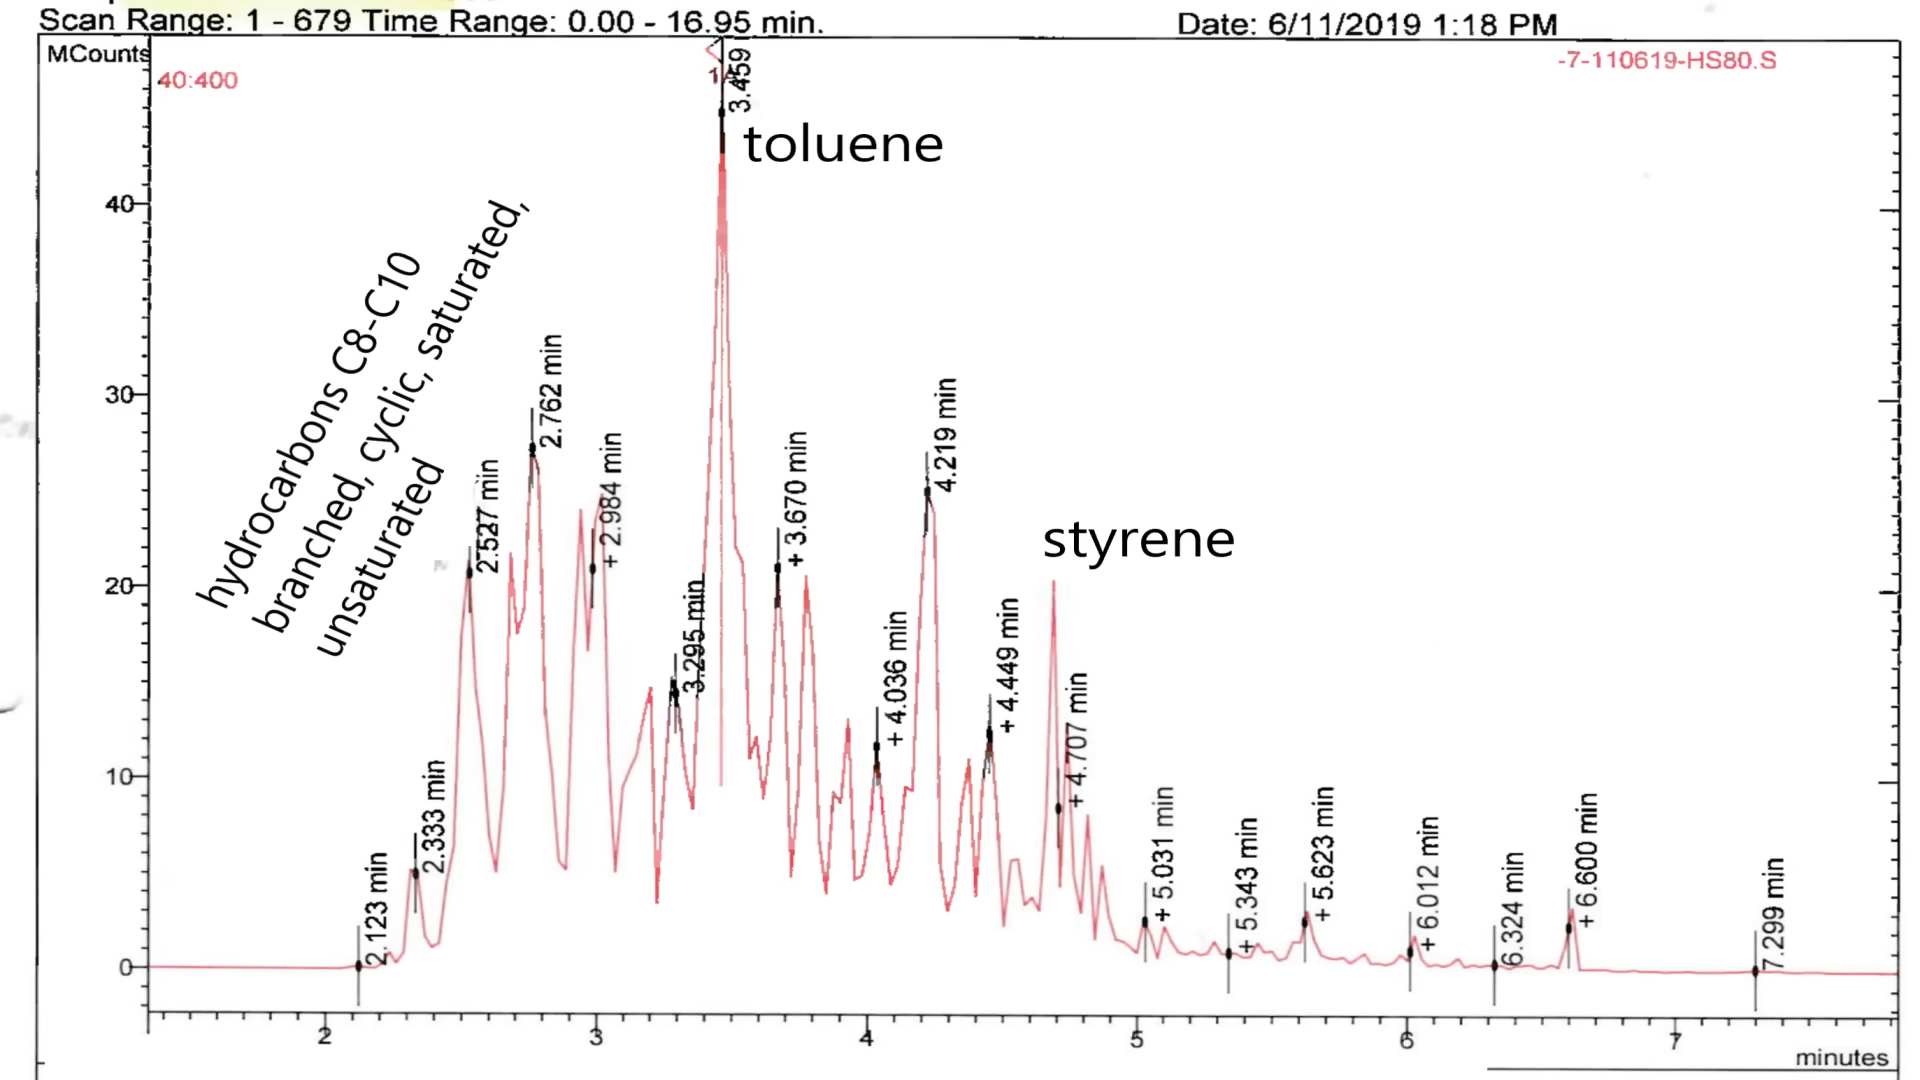 Scan Range: 1 - 679 Time Range: 0.00 - 16.95 min.
Date: 6/11/2019 1:18 PM
MCounts
40:400
-7-110619-HS80.S
3.459
toluene
hydrocarbons C8-C10
branched, cyclic, saturated,
unsaturated
styrene
40
30
20
10
0
2.123 min
2.333 min
2.527 min
2.762 min
+ 2.984 min
3.295 min
+ 3.670 min
+ 4.036 min
4.219 min
+ 4.449 min
+ 4.707 min
+ 5.031 min
+ 5.343 min
+ 5.623 min
+ 6.012 min
6.324 min
+ 6.600 min
7.299 min
2
3
4
5
6
7
minutes